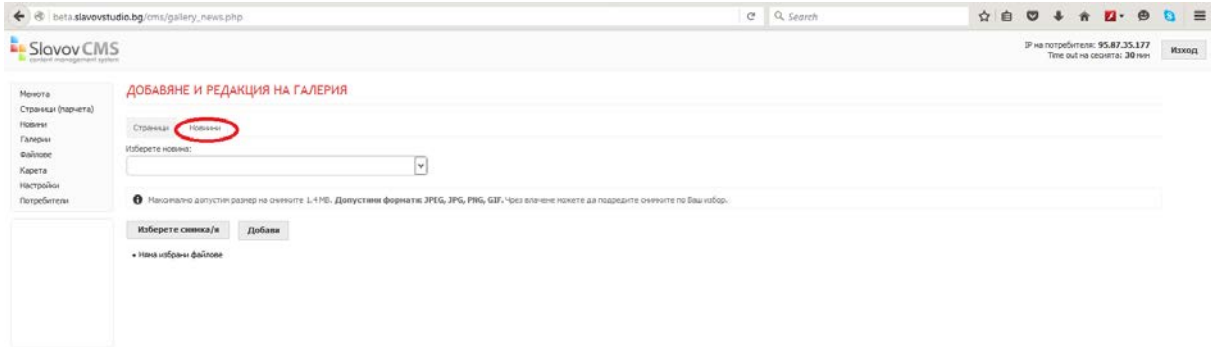 beta.slavovstudio.bg/cms/gallery_news.php
Search
Slavov CMS
content management system
IP на потребителя: 95.87.35.177
Time out на сесията: 30 мин
Изход
Менюта
Страници (парчета)
Новини
Галерии
Файлове
Карета
Настройки
Потребители
ДОБАВЯНЕ И РЕДАКЦИЯ НА ГАЛЕРИЯ
Страници Новини
Изберете новина:
Максимално допустим размер на снимките 1.4 MB. Допустими формати: JPEG, JPG, PNG, GIF. Чрез влачене можете да подредите снимките по Ваш избор.
Изберете снимка/и Добави
• Няма избрани файлове